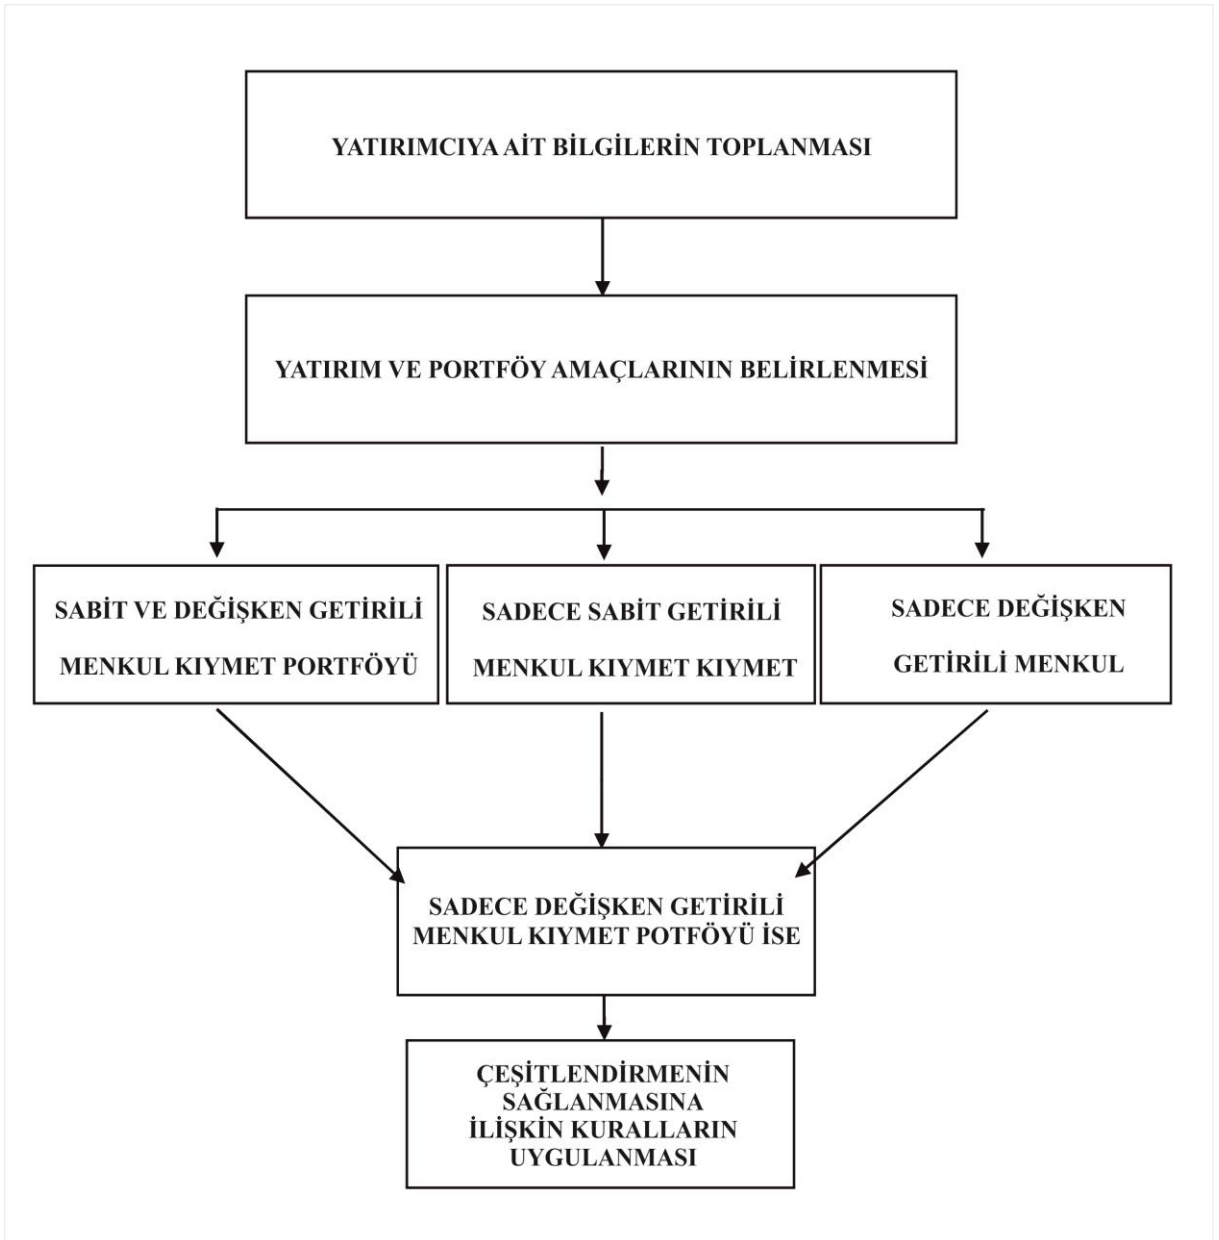 YATIRIMCIYA AİT BİLGİLERİN TOPLANMASI
YATIRIM VE PORTFÖY AMAÇLARININ BELİRLENMESİ
SABİT VE DEĞİŞKEN GETİRİLİ
MENKUL KIYMET PORTFÖYÜ
SADECE SABİT GETİRİLİ
MENKUL KIYMET KIYMET
SADECE DEĞİŞKEN
GETİRİLİ MENKUL
SADECE DEĞİŞKEN GETİRİLİ
MENKUL KIYMET POTFÖYÜ İSE
ÇEŞİTLENDİRMENİN
SAĞLANMASINA
İLİŞKİN KURALLARIN
UYGULANMASI